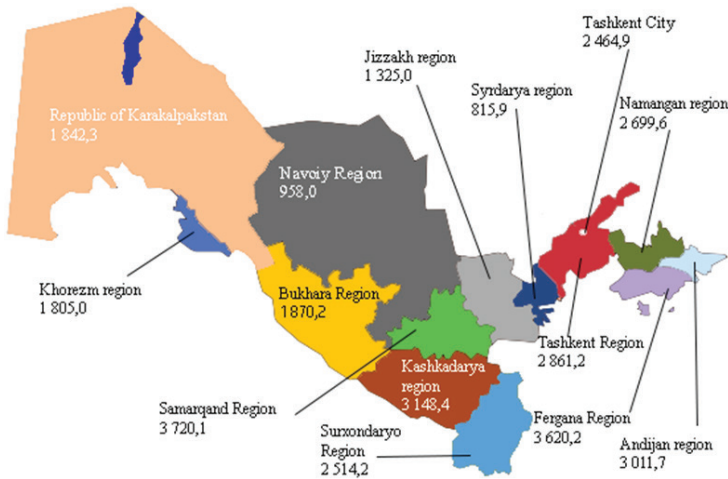 Tashkent City
2 464,9
Jizzakh region
1 325,0
Syrdarya region
815,9
Namangan region
2 699,6
Republic of Karakalpakstan
1 842,3
Navoiy Region
958,0
Khorezm region
1 805,0
Bukhara Region
1 870,2
Tashkent Region
2 861,2
Kashkadarya
region
3 148,4
Samarqand Region
3 720,1
Surxondaryo
Region
2 514,2
Fergana Region
3 620,2
Andijan region
3 011,7